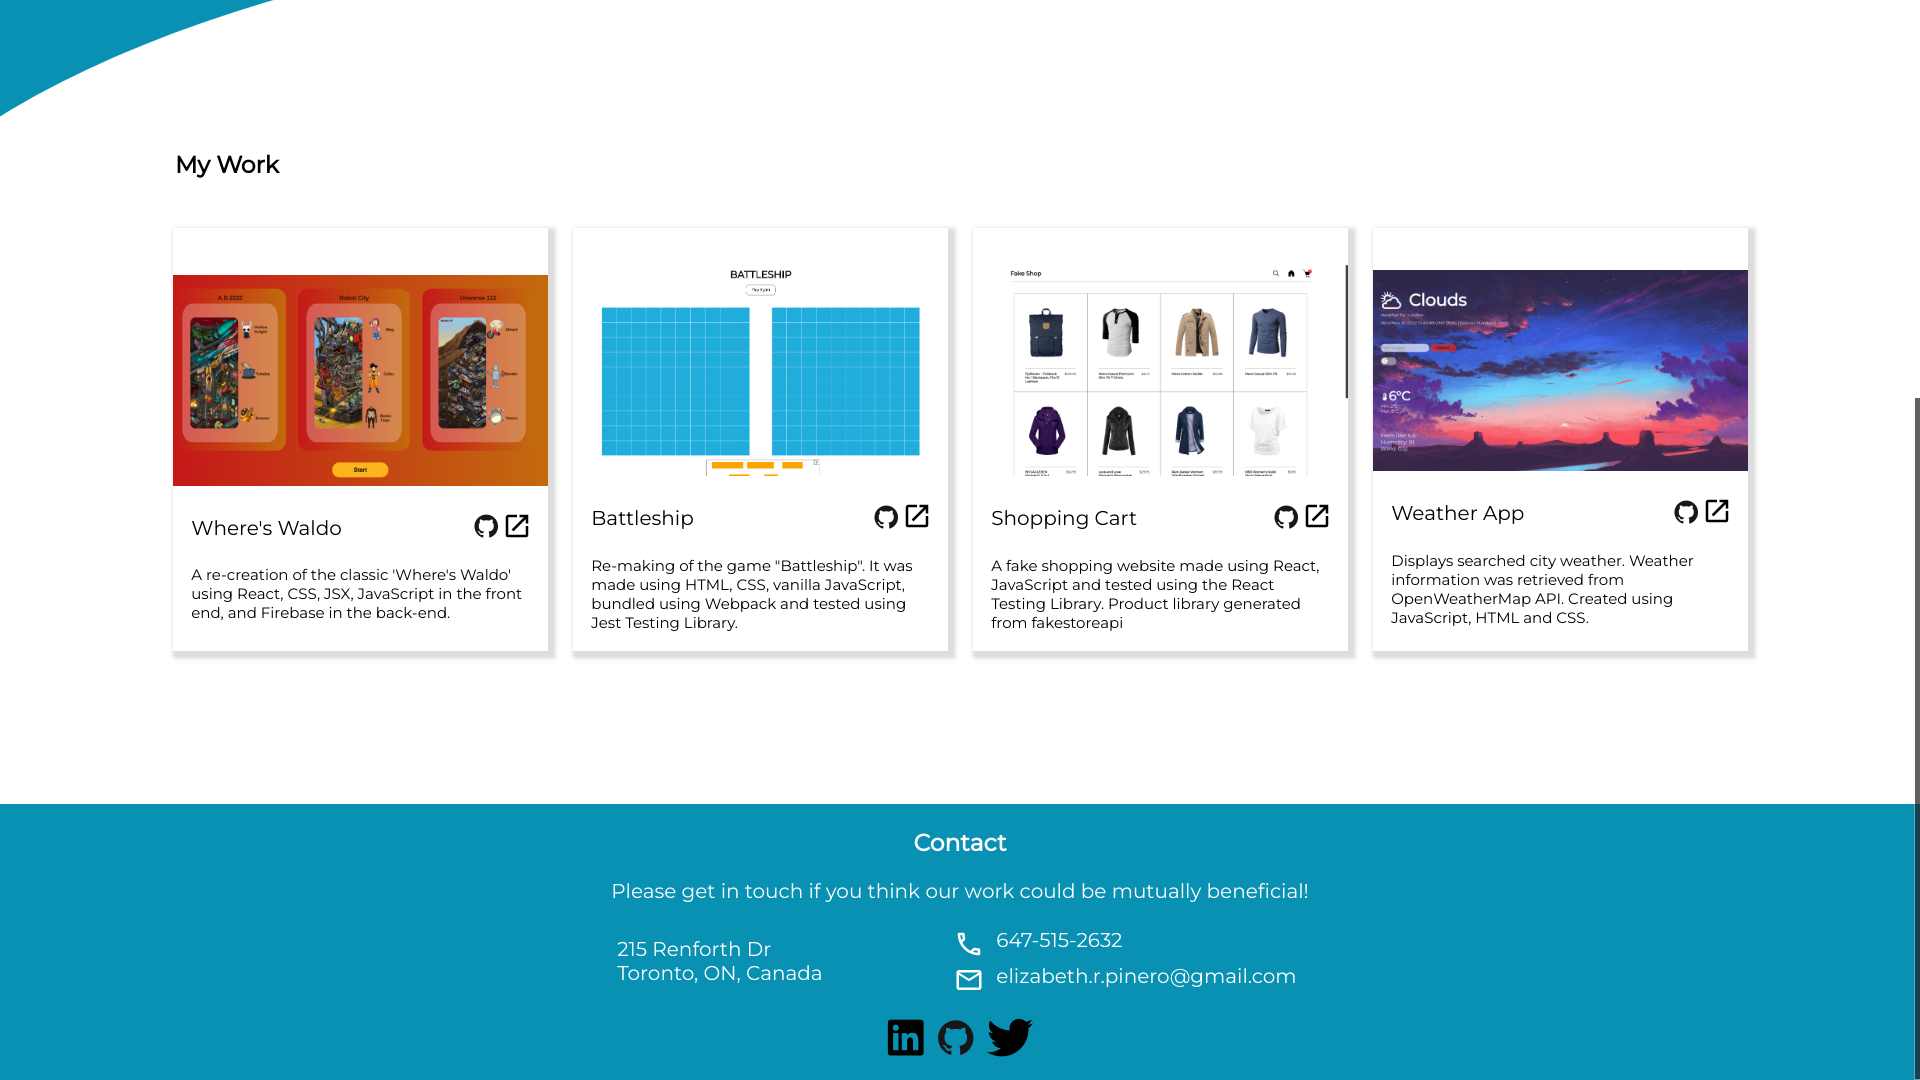 My Work
A.D.2222
Robot City
Universe 113
Hollow
Knight
Meg
Goku
Start
BATTLESHIP
Fake Shop
Clouds
6°C
Where's Waldo
A re-creation of the classic 'Where's Waldo'
using React, CSS, JSX, JavaScript in the front
end, and Firebase in the back-end.
Battleship
Re-making of the game "Battleship". It was
made using HTML, CSS, vanilla JavaScript,
bundled using Webpack and tested using
Jest Testing Library.
Shopping Cart
A fake shopping website made using React,
JavaScript and tested using the React
Testing Library. Product library generated
from fakestoreapi
Weather App
Displays searched city weather. Weather
information was retrieved from
OpenWeatherMap API. Created using
JavaScript, HTML and CSS.
Contact
Please get in touch if you think our work could be mutually beneficial!
215 Renforth Dr
Toronto, ON, Canada
647-515-2632
elizabeth.r.pinero@gmail.com
in